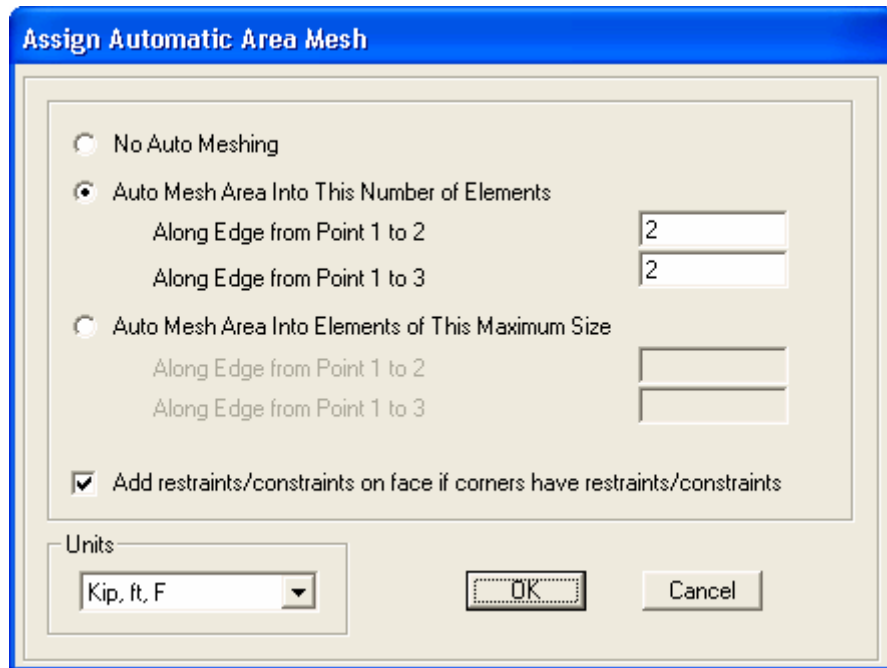 Assign Automatic Area Mesh
No Auto Meshing
Auto Mesh Area Into This Number of Elements
Along Edge from Point 1 to 2 2
Along Edge from Point 1 to 3 2
Auto Mesh Area Into Elements of This Maximum Size
Along Edge from Point 1 to 2
Along Edge from Point 1 to 3
Add restraints/constraints on face if corners have restraints/constraints
Units
Kip, ft, F OK Cancel